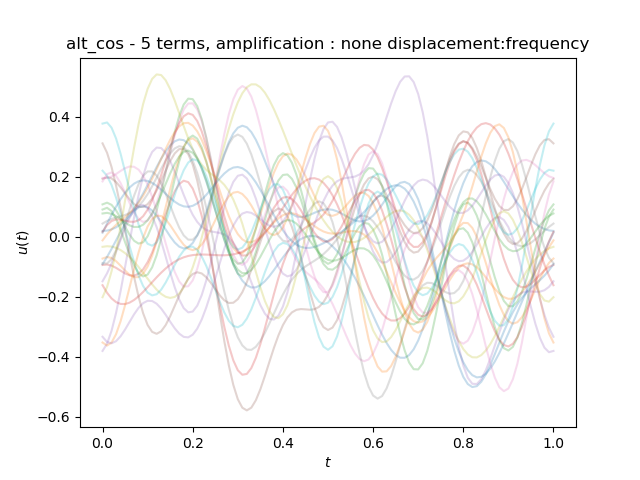 alt_cos - 5 terms, amplification : none displacement:frequency
u(t)
0.4
0.2
0.0
−0.2
−0.4
−0.6
0.0 0.2 0.4 0.6 0.8 1.0
t